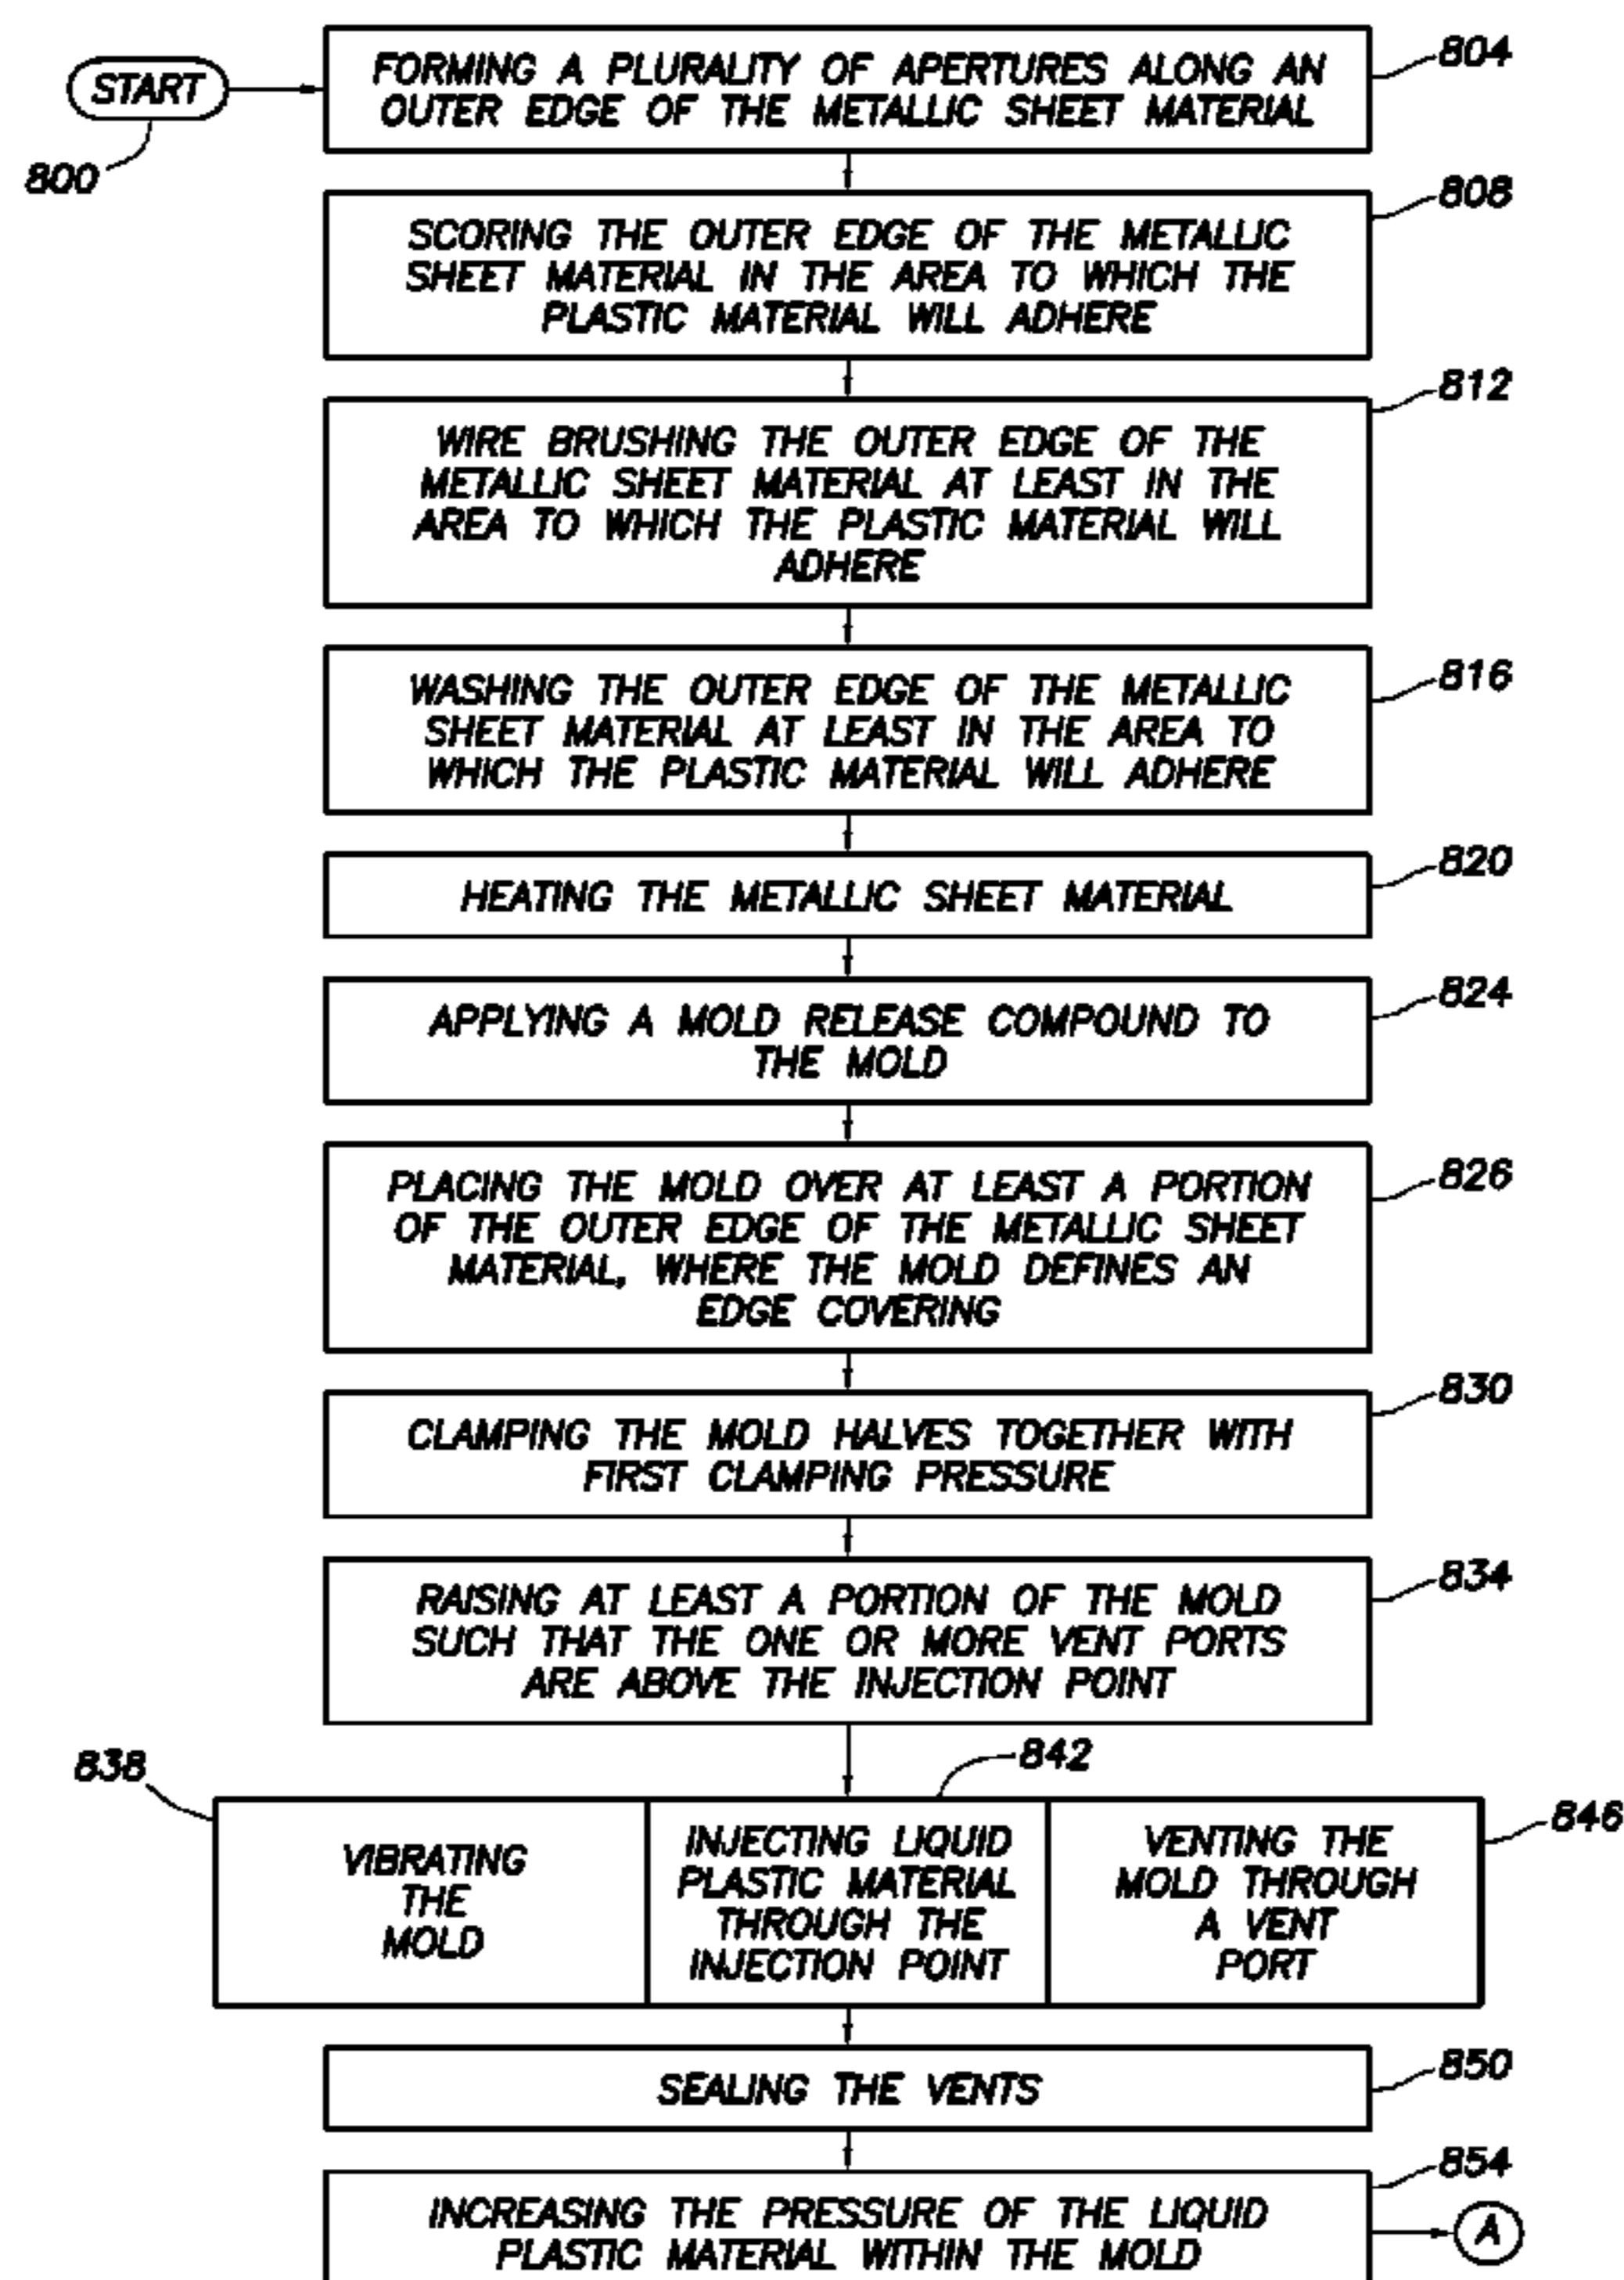 START
800
FORMING A PLURALITY OF APERTURES ALONG AN
OUTER EDGE OF THE METALLIC SHEET MATERIAL
804
SCORING THE OUTER EDGE OF THE METALLIC
SHEET MATERIAL IN THE AREA TO WHICH THE
PLASTIC MATERIAL WILL ADHERE
808
WIRE BRUSHING THE OUTER EDGE OF THE
METALLIC SHEET MATERIAL AT LEAST IN THE
AREA TO WHICH THE PLASTIC MATERIAL WILL
ADHERE
812
WASHING THE OUTER EDGE OF THE METALLIC
SHEET MATERIAL AT LEAST IN THE AREA TO
WHICH THE PLASTIC MATERIAL WILL ADHERE
816
HEATING THE METALLIC SHEET MATERIAL
820
APPLYING A MOLD RELEASE COMPOUND TO
THE MOLD
824
PLACING THE MOLD OVER AT LEAST A PORTION
OF THE OUTER EDGE OF THE METALLIC SHEET
MATERIAL, WHERE THE MOLD DEFINES AN
EDGE COVERING
826
CLAMPING THE MOLD HALVES TOGETHER WITH
FIRST CLAMPING PRESSURE
830
RAISING AT LEAST A PORTION OF THE MOLD
SUCH THAT THE ONE OR MORE VENT PORTS
ARE ABOVE THE INJECTION POINT
834
838
VIBRATING
THE
MOLD
842
INJECTING LIQUID
PLASTIC MATERIAL
THROUGH THE
INJECTION POINT
846
VENTING THE
MOLD THROUGH
A VENT
PORT
SEALING THE VENTS
850
INCREASING THE PRESSURE OF THE LIQUID
PLASTIC MATERIAL WITHIN THE MOLD
854
A